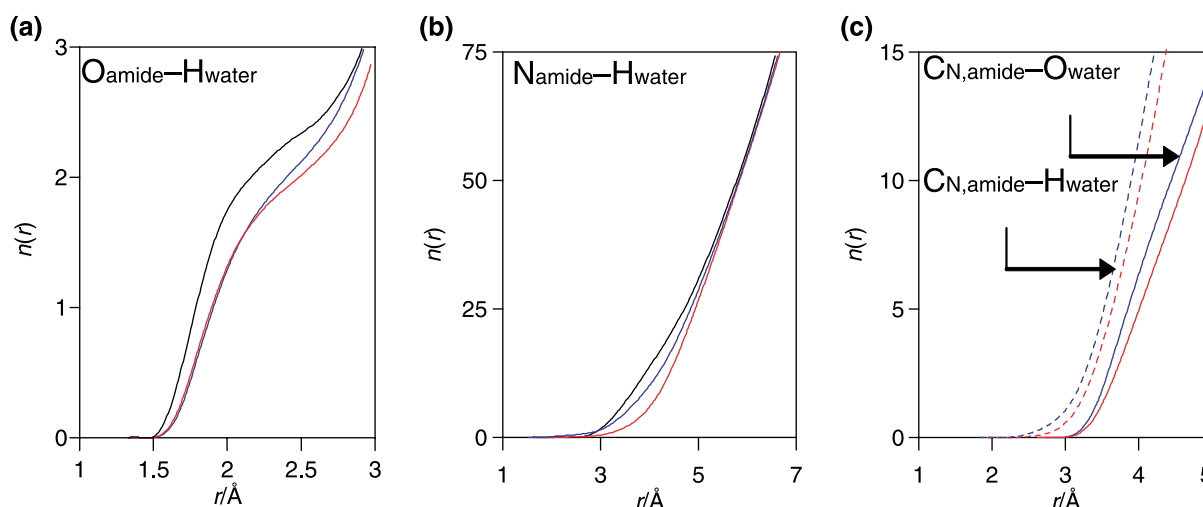 (a)
3
2
1
0
n(r)
Oamide–Hwater
1
1.5
2
2.5
3
r/Å
(b)
75
50
25
0
n(r)
Namide–Hwater
1
3
5
7
r/Å
(c)
15
10
5
0
n(r)
CN,amide–Owater
CN,amide–Hwater
1
2
3
4
5
r/Å